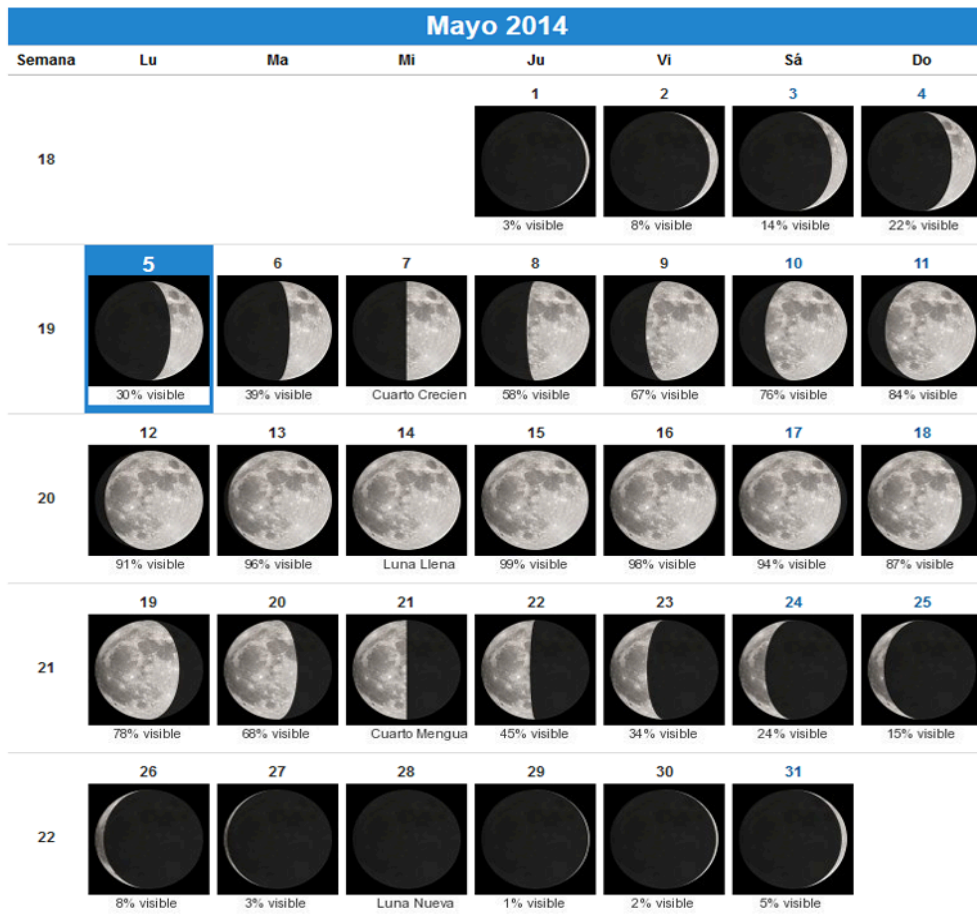 Mayo 2014
Semana Lu Ma Mi Ju Vi Sá Do
1 2 3 4
18
3% visible 8% visible 14% visible 22% visible
5 6 7 8 9 10 11
19
30% visible 39% visible Cuarto Crecien 58% visible 67% visible 76% visible 84% visible
12 13 14 15 16 17 18
20
91% visible 96% visible Luna Llena 99% visible 98% visible 94% visible 87% visible
19 20 21 22 23 24 25
21
78% visible 68% visible Cuarto Mengua 45% visible 34% visible 24% visible 15% visible
26 27 28 29 30 31
22
8% visible 3% visible Luna Nueva 1% visible 2% visible 5% visible